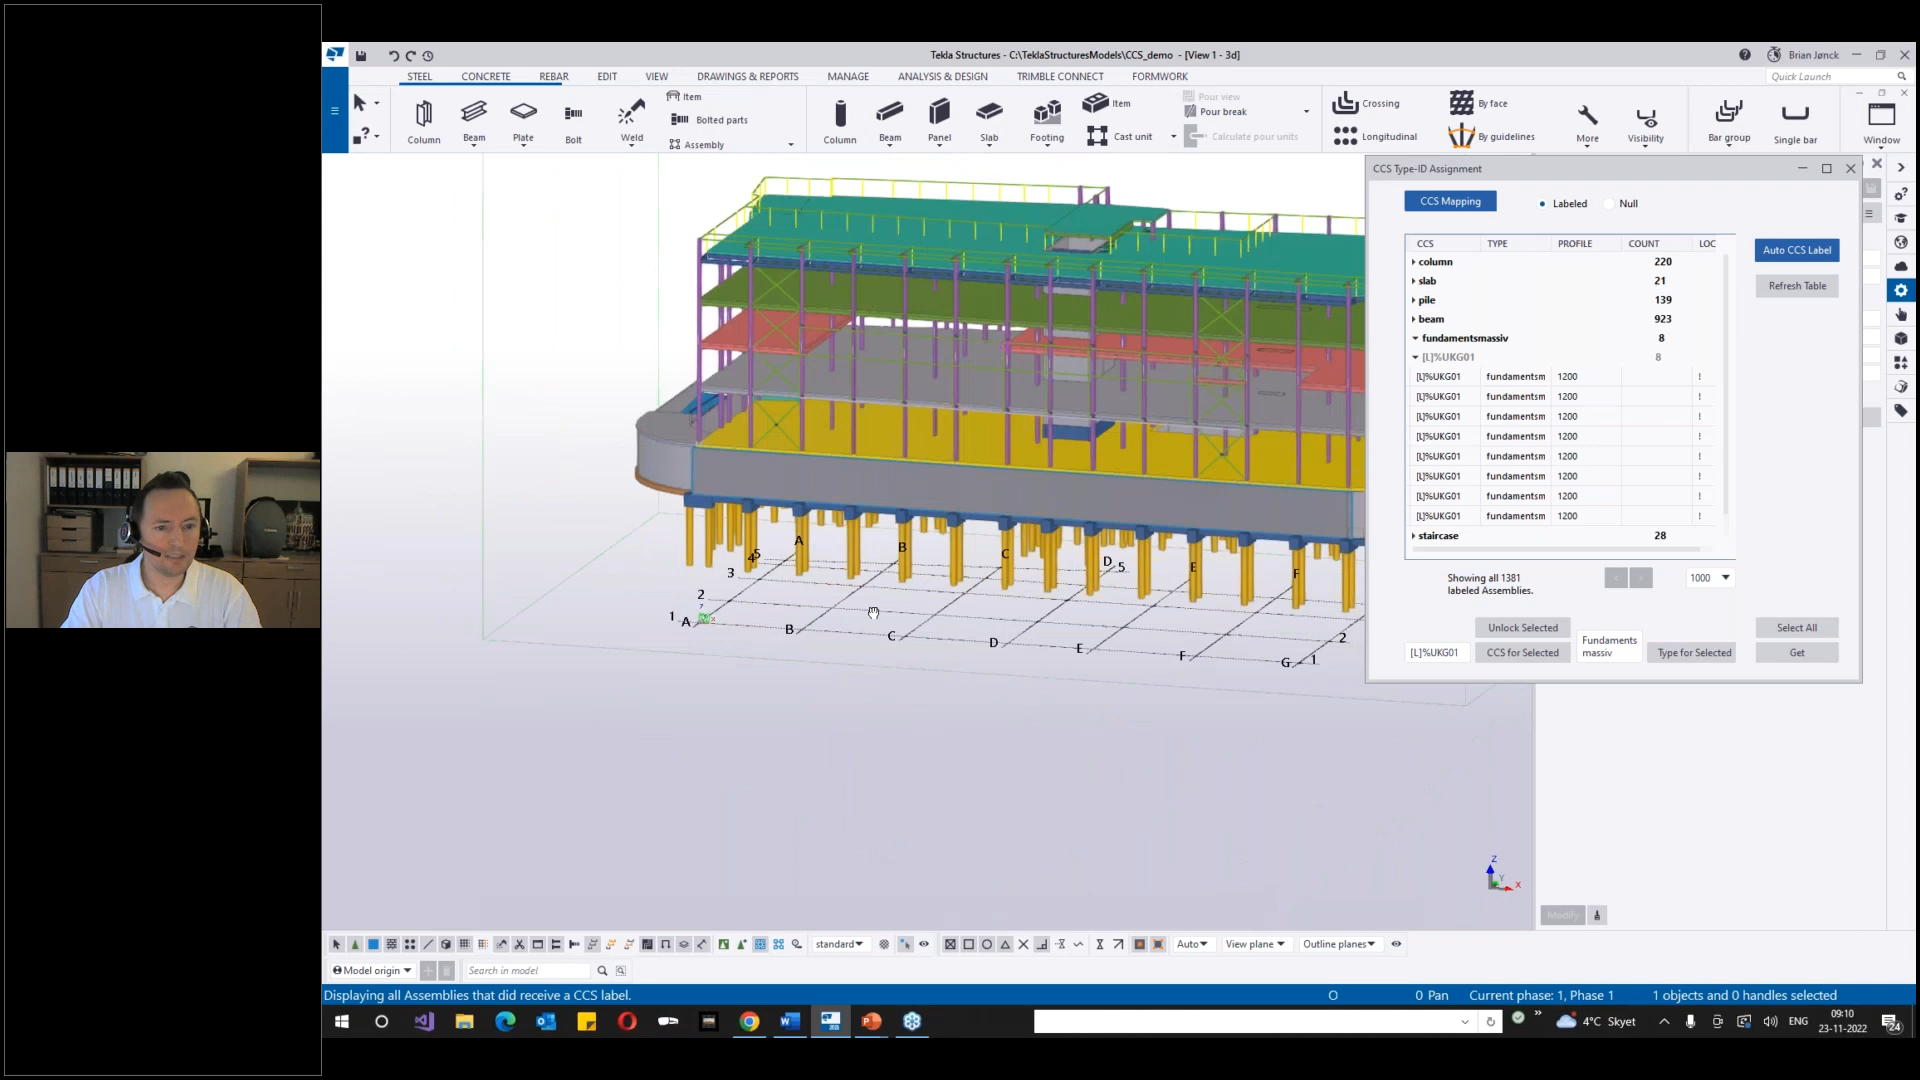 Tekla Structures - C:\TeklaStructuresModels\CCS_demo - [View 1 - 3d]
Brian Jønck
STEEL CONCRETE REBAR EDIT VIEW DRAWINGS & REPORTS MANAGE ANALYSIS & DESIGN TRIMBLE CONNECT FORMWORK
Quick Launch
Column Beam Plate Bolt Weld
Item
Bolted parts
Assembly
Column Beam Panel Slab Footing
Item
Cast unit
Pour view
Pour break
Calculate pour units
Crossing
Longitudinal
By face
By guidelines
More Visibility Bar group Single bar Window
CCS Type-ID Assignment
CCS Mapping Labeled Null
CCS TYPE PROFILE COUNT LOC
column 220
slab 21
pile 139
beam 923
fundamentsmassiv 8
[L]%UKG01 8
[L]%UKG01 fundamentsm 1200 !
[L]%UKG01 fundamentsm 1200 !
[L]%UKG01 fundamentsm 1200 !
[L]%UKG01 fundamentsm 1200 !
[L]%UKG01 fundamentsm 1200 !
[L]%UKG01 fundamentsm 1200 !
[L]%UKG01 fundamentsm 1200 !
[L]%UKG01 fundamentsm 1200 !
staircase 28
Auto CCS Label
Refresh Table
Showing all 1381
labeled Assemblies.
< > 1000
Unlock Selected
Select All
[L]%UKG01 CCS for Selected
Fundaments
massiv
Type for Selected Get
A B C D 5 E F
4 5
3
2
1 A B C D E F G 1
2
Z
Y
X
Modify
standard Auto View plane Outline planes
Model origin Search in model
Displaying all Assemblies that did receive a CCS label.
O 0 Pan Current phase: 1, Phase 1 1 objects and 0 handles selected
4°C Skyet
ENG
09:10
23-11-2022
24